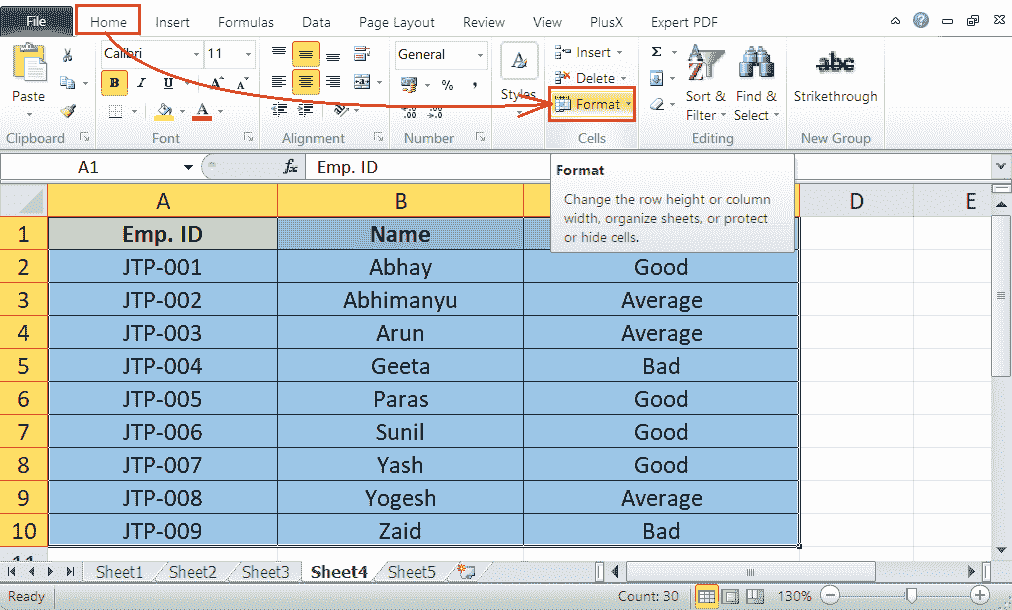 File Home Insert Formulas Data Page Layout Review View PlusX Expert PDF
Calibri 11 General Insert Σ
B I U Delete abc
Paste Styles Format Sort & Find & Strikethrough
A % , Filter Select
Clipboard Font Alignment Number Cells Editing New Group
A1 fx Emp. ID
Format
Change the row height or column
width, organize sheets, or protect
or hide cells.
A B D E
1 Emp. ID Name
2 JTP-001 Abhay Good
3 JTP-002 Abhimanyu Average
4 JTP-003 Arun Average
5 JTP-004 Geeta Bad
6 JTP-005 Paras Good
7 JTP-006 Sunil Good
8 JTP-007 Yash Good
9 JTP-008 Yogesh Average
10 JTP-009 Zaid Bad
Sheet1 Sheet2 Sheet3 Sheet4 Sheet5
Ready Count: 30 130%